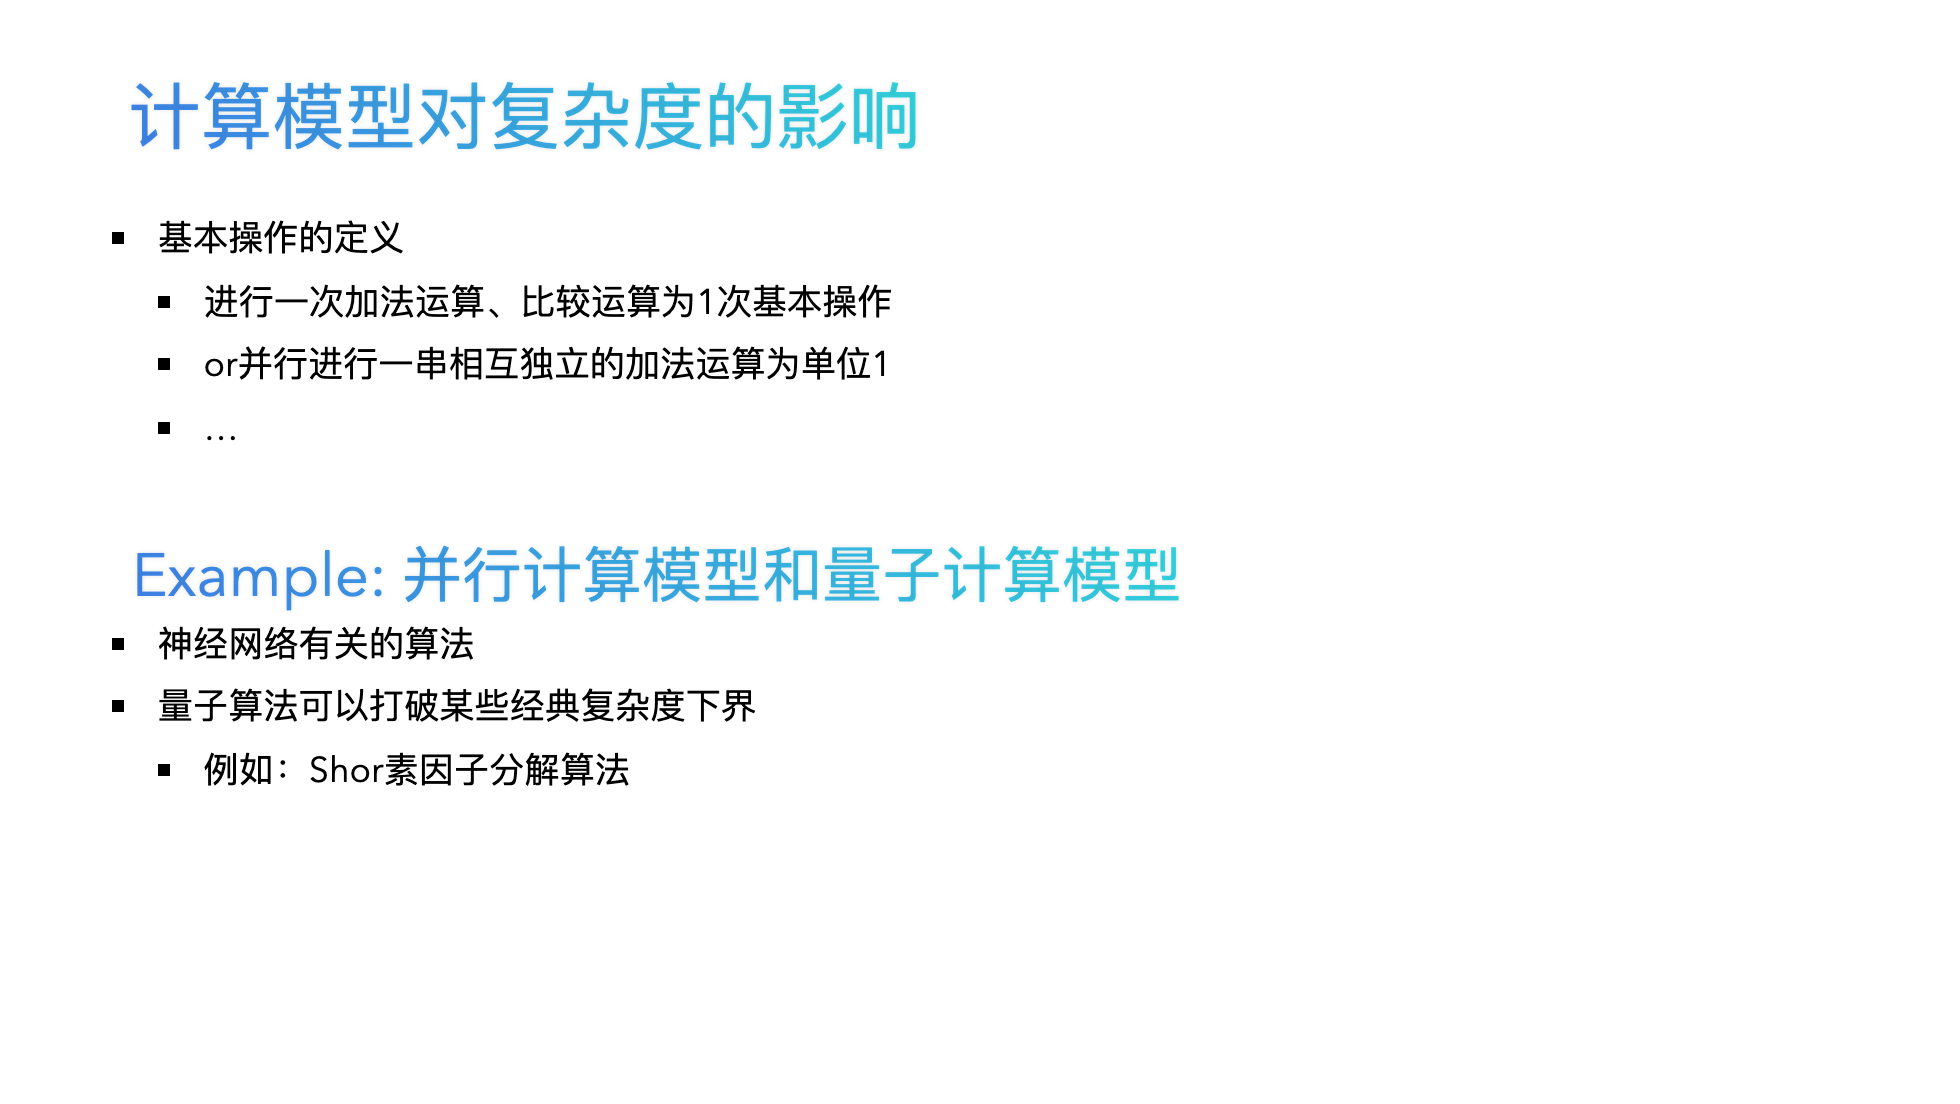 计算模型对复杂度的影响
基本操作的定义
进行一次加法运算、比较运算为1次基本操作
or并行进行一串相互独立的加法运算为单位1
…
Example: 并行计算模型和量子计算模型
神经网络有关的算法
量子算法可以打破某些经典复杂度下界
例如：Shor素因子分解算法